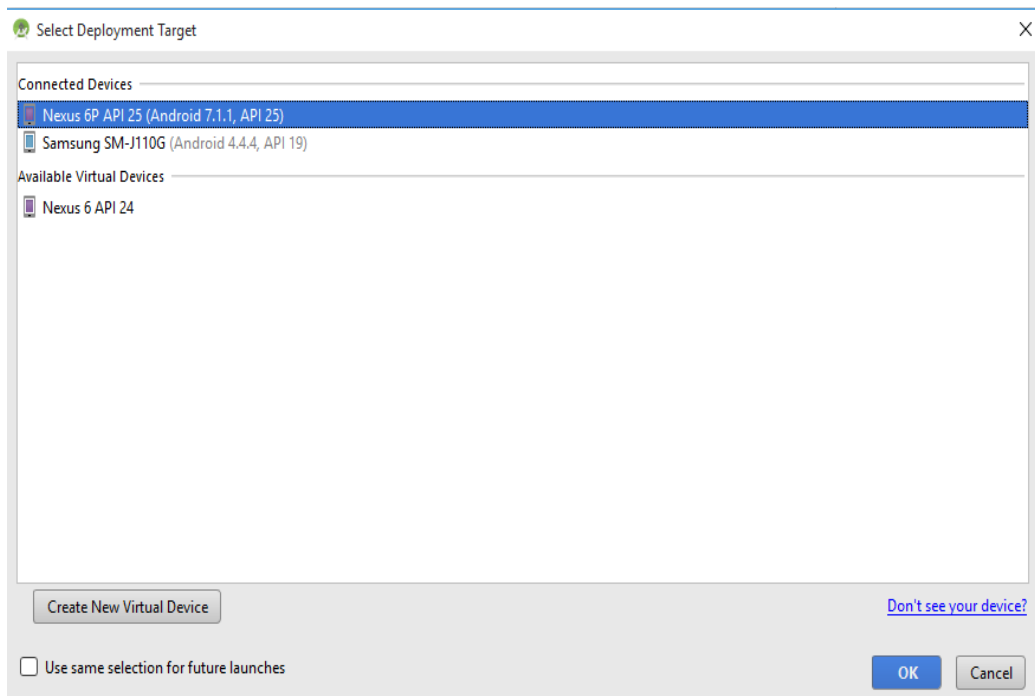 Select Deployment Target
Connected Devices
Nexus 6P API 25 (Android 7.1.1, API 25)
Samsung SM-J110G (Android 4.4.4, API 19)
Available Virtual Devices
Nexus 6 API 24
Create New Virtual Device
Don't see your device?
Use same selection for future launches
OK
Cancel